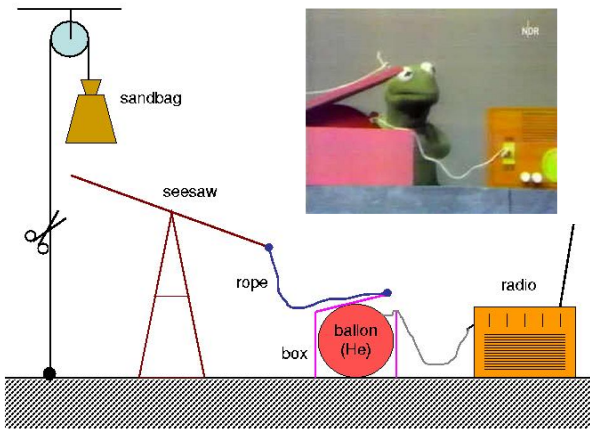 NDR
sandbag
seesaw
rope
radio
ballon
(He)
box